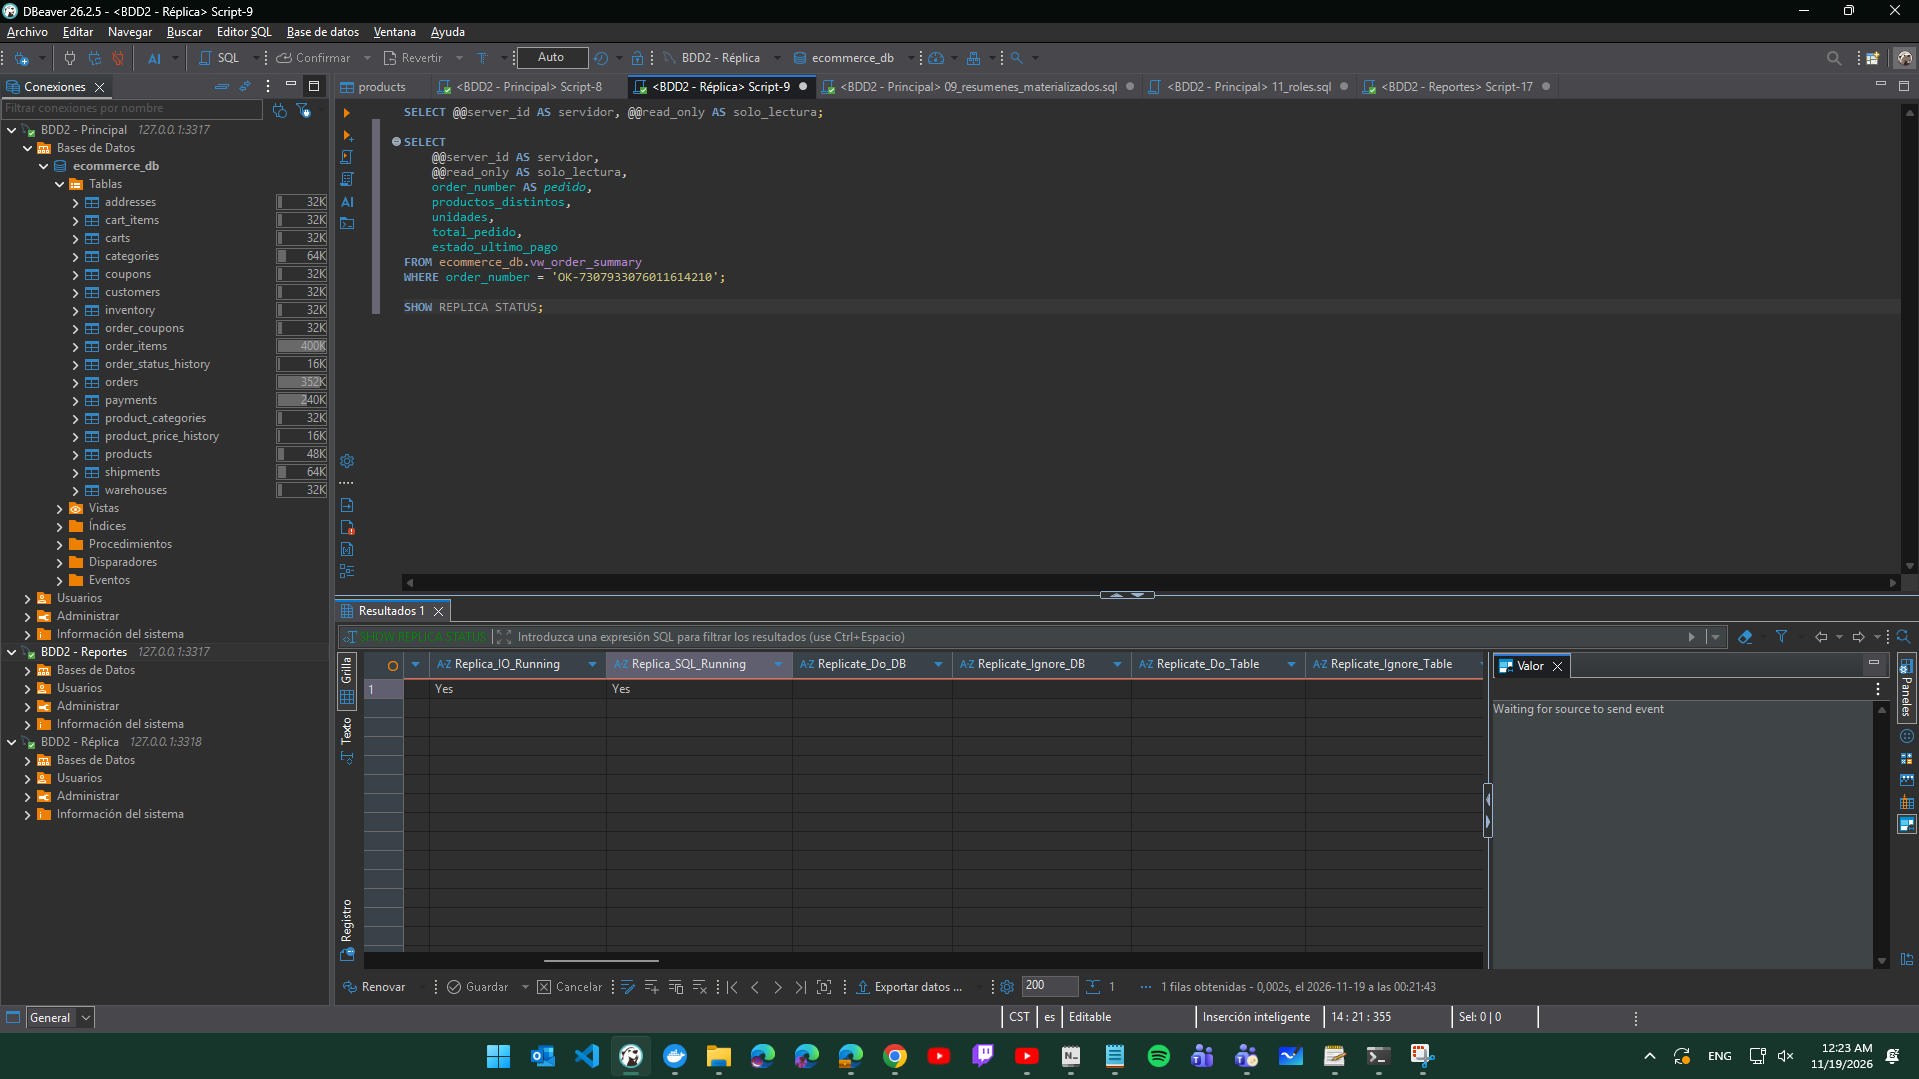 DBeaver 26.2.5 - <BDD2 - Réplica> Script-9
Archivo Editar Navegar Buscar Editor SQL Base de datos Ventana Ayuda
AI SQL Confirmar Revertir T Auto BDD2 - Réplica ecommerce_db
Conexiones
Filtrar conexiones por nombre
BDD2 - Principal 127.0.0.1:3317
Bases de Datos
ecommerce_db
Tablas
addresses 32K
cart_items 32K
carts 32K
categories 64K
coupons 32K
customers 32K
inventory 32K
order_coupons 32K
order_items 400K
order_status_history 16K
orders 352K
payments 240K
product_categories 32K
product_price_history 16K
products 48K
shipments 64K
warehouses 32K
Vistas
Índices
Procedimientos
Disparadores
Eventos
Usuarios
Administrar
Información del sistema
BDD2 - Reportes 127.0.0.1:3317
Bases de Datos
Usuarios
Administrar
Información del sistema
BDD2 - Réplica 127.0.0.1:3318
Bases de Datos
Usuarios
Administrar
Información del sistema
products <BDD2 - Principal> Script-8 <BDD2 - Réplica> Script-9 <BDD2 - Principal> 09_resumenes_materializados.sql <BDD2 - Principal> 11_roles.sql <BDD2 - Reportes> Script-17
AI
SELECT @@server_id AS servidor, @@read_only AS solo_lectura;
SELECT
@@server_id AS servidor,
@@read_only AS solo_lectura,
order_number AS pedido,
productos_distintos,
unidades,
total_pedido,
estado_ultimo_pago
FROM ecommerce_db.vw_order_summary
WHERE order_number = 'OK-7307933076011614210';
SHOW REPLICA STATUS;
Resultados 1
SHOW REPLICA STATUS Introduzca una expresión SQL para filtrar los resultados (use Ctrl+Espacio)
Grilla
Texto
Registro
A-Z Replica_IO_Running A-Z Replica_SQL_Running A-Z Replicate_Do_DB A-Z Replicate_Ignore_DB A-Z Replicate_Do_Table A-Z Replicate_Ignore_Table
1 Yes Yes
Valor
Waiting for source to send event
Paneles
Renovar Guardar Cancelar Exportar datos ... 200 1 ... 1 filas obtenidas - 0,002s, el 2026-11-19 a las 00:21:43
General CST es Editable Inserción inteligente 14 : 21 : 355 Sel: 0 | 0
ENG 12:23 AM
11/19/2026